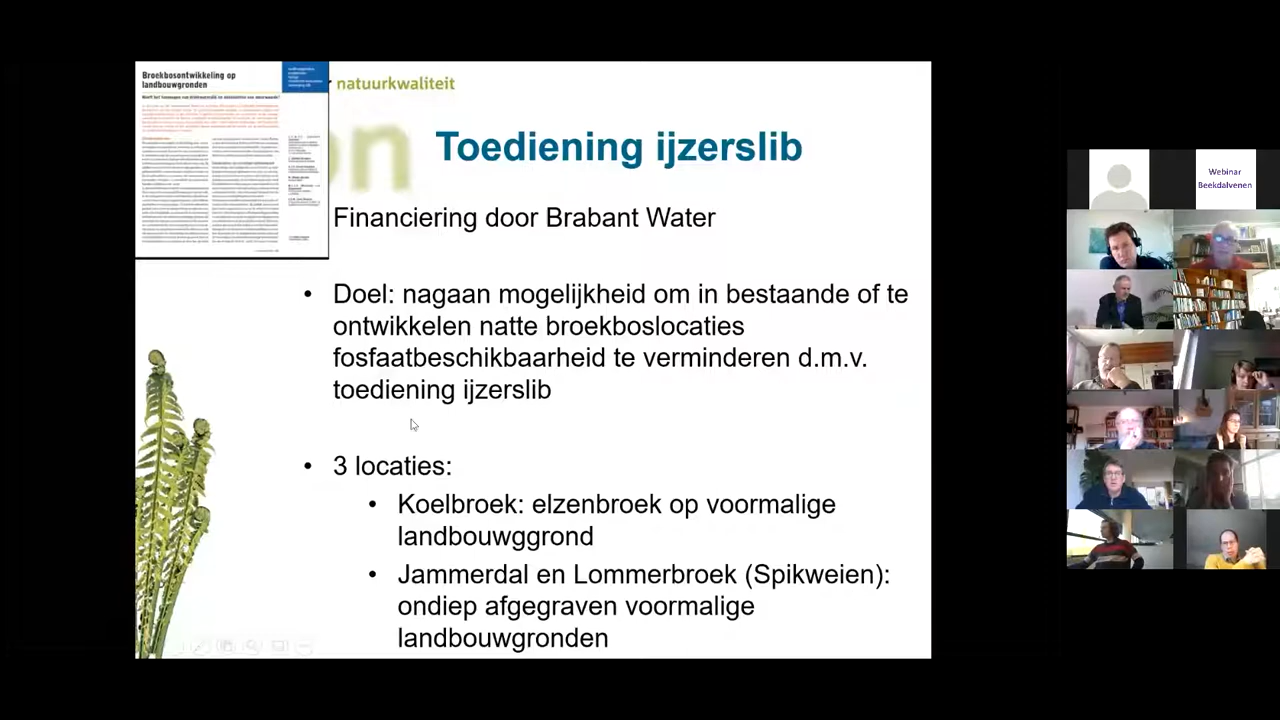 Broekbosontwikkeling op
landbouwgronden
natuurkwaliteit
Toediening ijzerslib
Financiering door Brabant Water
• Doel: nagaan mogelijkheid om in bestaande of te
ontwikkelen natte broekboslocaties
fosfaatbeschikbaarheid te verminderen d.m.v.
toediening ijzerslib
• 3 locaties:
• Koelbroek: elzenbroek op voormalige
landbouwggrond
• Jammerdal en Lommerbroek (Spikweien):
ondiep afgegraven voormalige
landbouwgronden
Webinar
Beekdalvenen